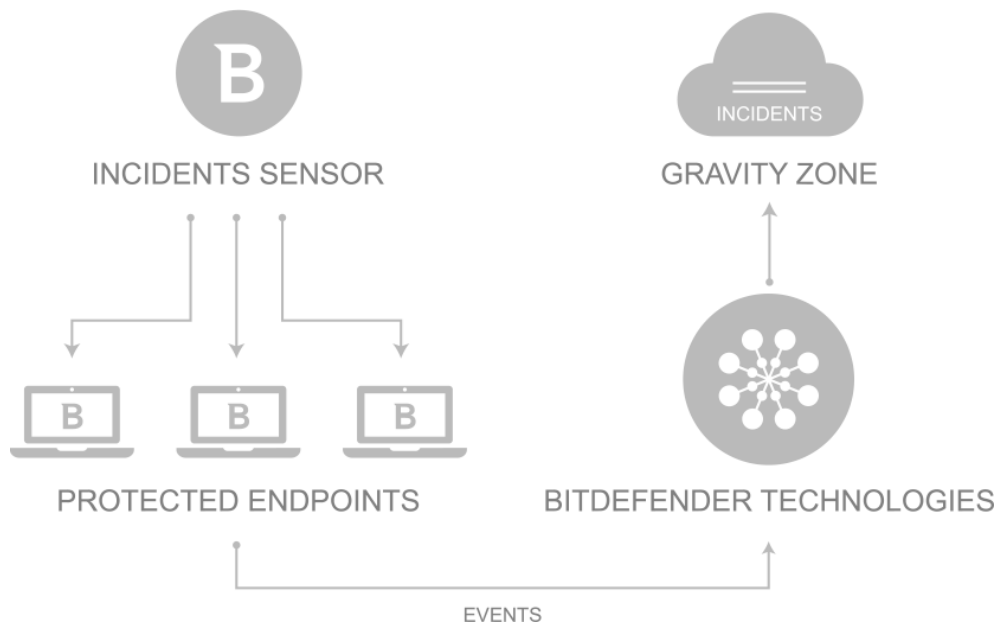 B
INCIDENTS SENSOR
INCIDENTS
GRAVITY ZONE
B
B
B
PROTECTED ENDPOINTS
BITDEFENDER TECHNOLOGIES
EVENTS